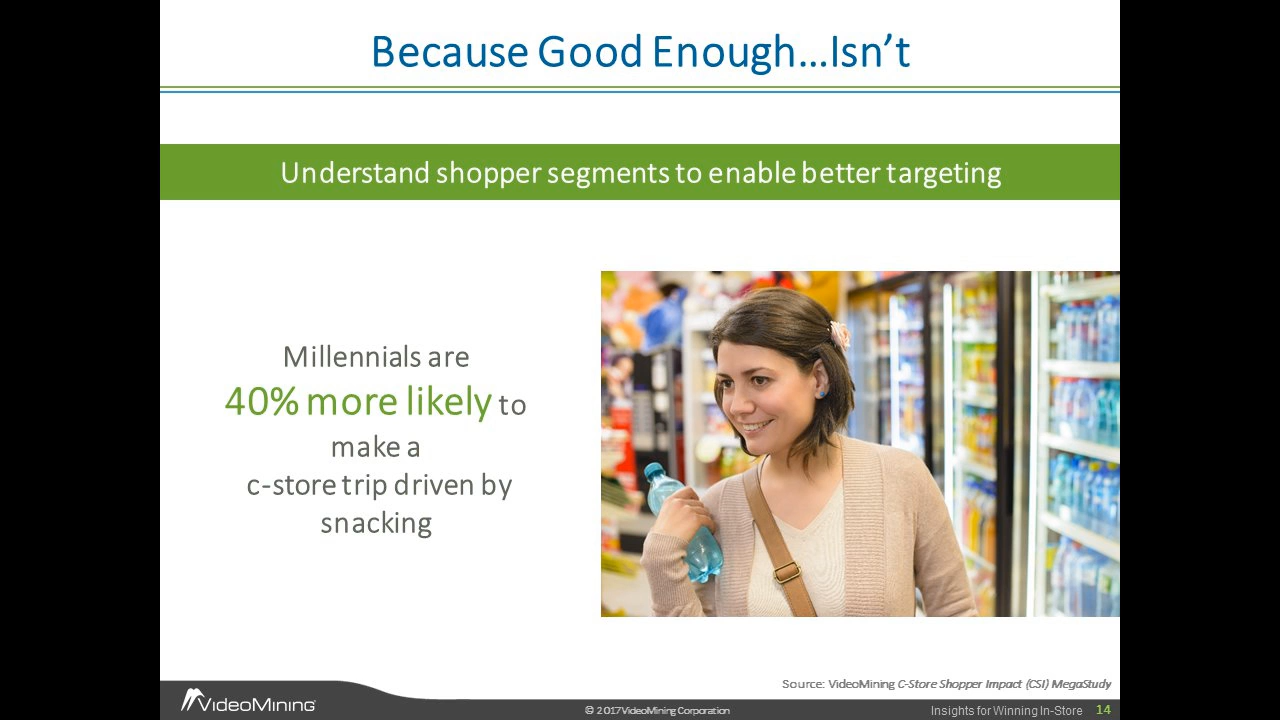 Because Good Enough…Isn’t
Understand shopper segments to enable better targeting
Millennials are
40% more likely to
make a
c-store trip driven by
snacking
Source: VideoMining C-Store Shopper Impact (CSI) MegaStudy
VideoMining
© 2017 VideoMining Corporation
Insights for Winning In-Store 14